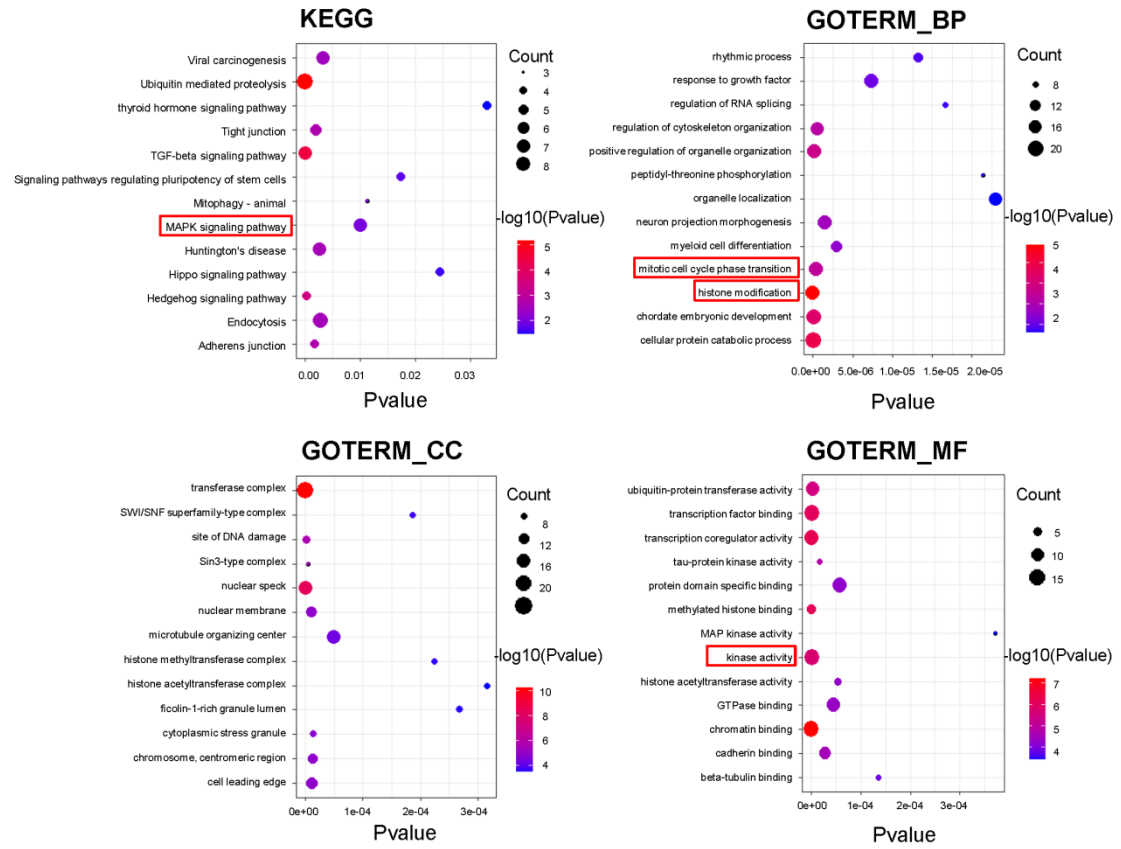 KEGG
Viral carcinogenesis
Ubiquitin mediated proteolysis
thyroid hormone signaling pathway
Tight junction
TGF-beta signaling pathway
Signaling pathways regulating pluripotency of stem cells
Mitophagy - animal
MAPK signaling pathway
Huntington's disease
Hippo signaling pathway
Hedgehog signaling pathway
Endocytosis
Adherens junction
0.00 0.01 0.02 0.03
Pvalue
Count
3
4
5
6
7
8
-log10(Pvalue)
5
4
3
2
GOTERM_BP
rhythmic process
response to growth factor
regulation of RNA splicing
regulation of cytoskeleton organization
positive regulation of organelle organization
peptidyl-threonine phosphorylation
organelle localization
neuron projection morphogenesis
myeloid cell differentiation
mitotic cell cycle phase transition
histone modification
chordate embryonic development
cellular protein catabolic process
0.0e+00 5.0e-06 1.0e-05 1.5e-05 2.0e-05
Pvalue
Count
8
12
16
20
-log10(Pvalue)
5
4
3
2
GOTERM_CC
transferase complex
SWI/SNF superfamily-type complex
site of DNA damage
Sin3-type complex
nuclear speck
nuclear membrane
microtubule organizing center
histone methyltransferase complex
histone acetyltransferase complex
ficolin-1-rich granule lumen
cytoplasmic stress granule
chromosome, centromeric region
cell leading edge
0e+00 1e-04 2e-04 3e-04
Pvalue
Count
8
12
16
20
-log10(Pvalue)
10
8
6
4
GOTERM_MF
ubiquitin-protein transferase activity
transcription factor binding
transcription coregulator activity
tau-protein kinase activity
protein domain specific binding
methylated histone binding
MAP kinase activity
kinase activity
histone acetyltransferase activity
GTPase binding
chromatin binding
cadherin binding
beta-tubulin binding
0e+00 1e-04 2e-04 3e-04
Pvalue
Count
5
10
15
-log10(Pvalue)
7
6
5
4